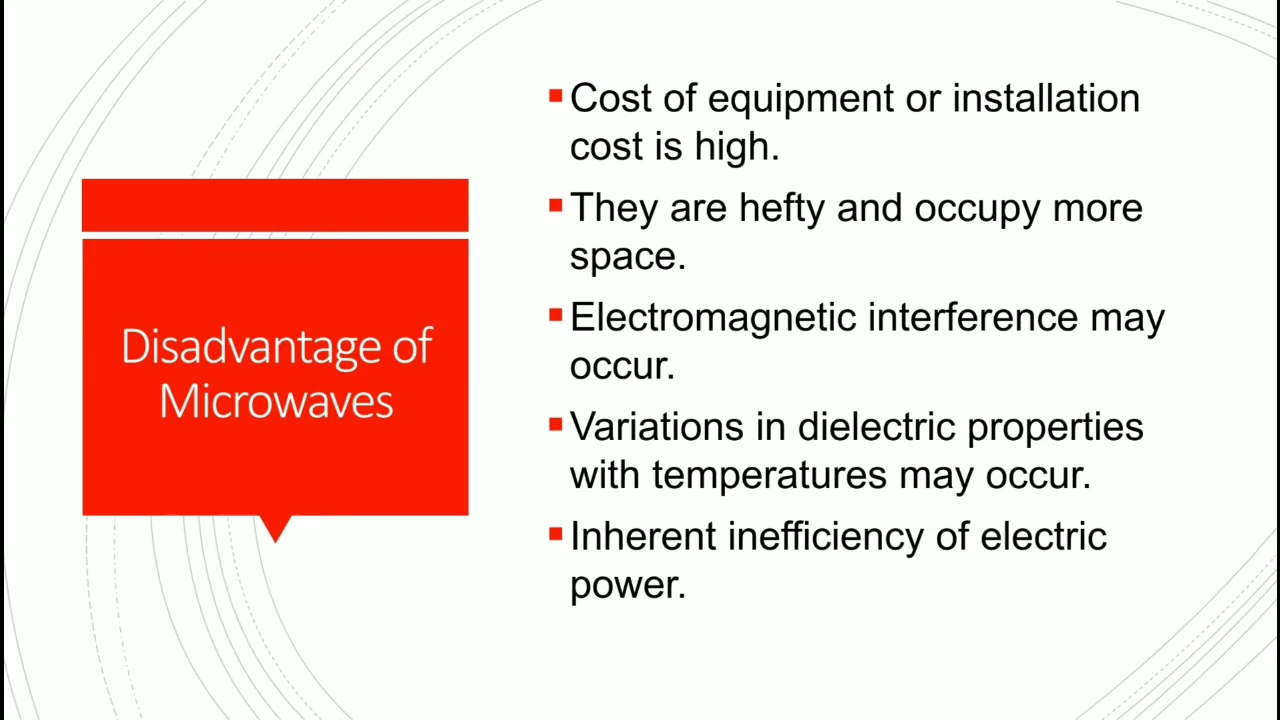 Disadvantage of
Microwaves
Cost of equipment or installation
cost is high.
They are hefty and occupy more
space.
Electromagnetic interference may
occur.
Variations in dielectric properties
with temperatures may occur.
Inherent inefficiency of electric
power.